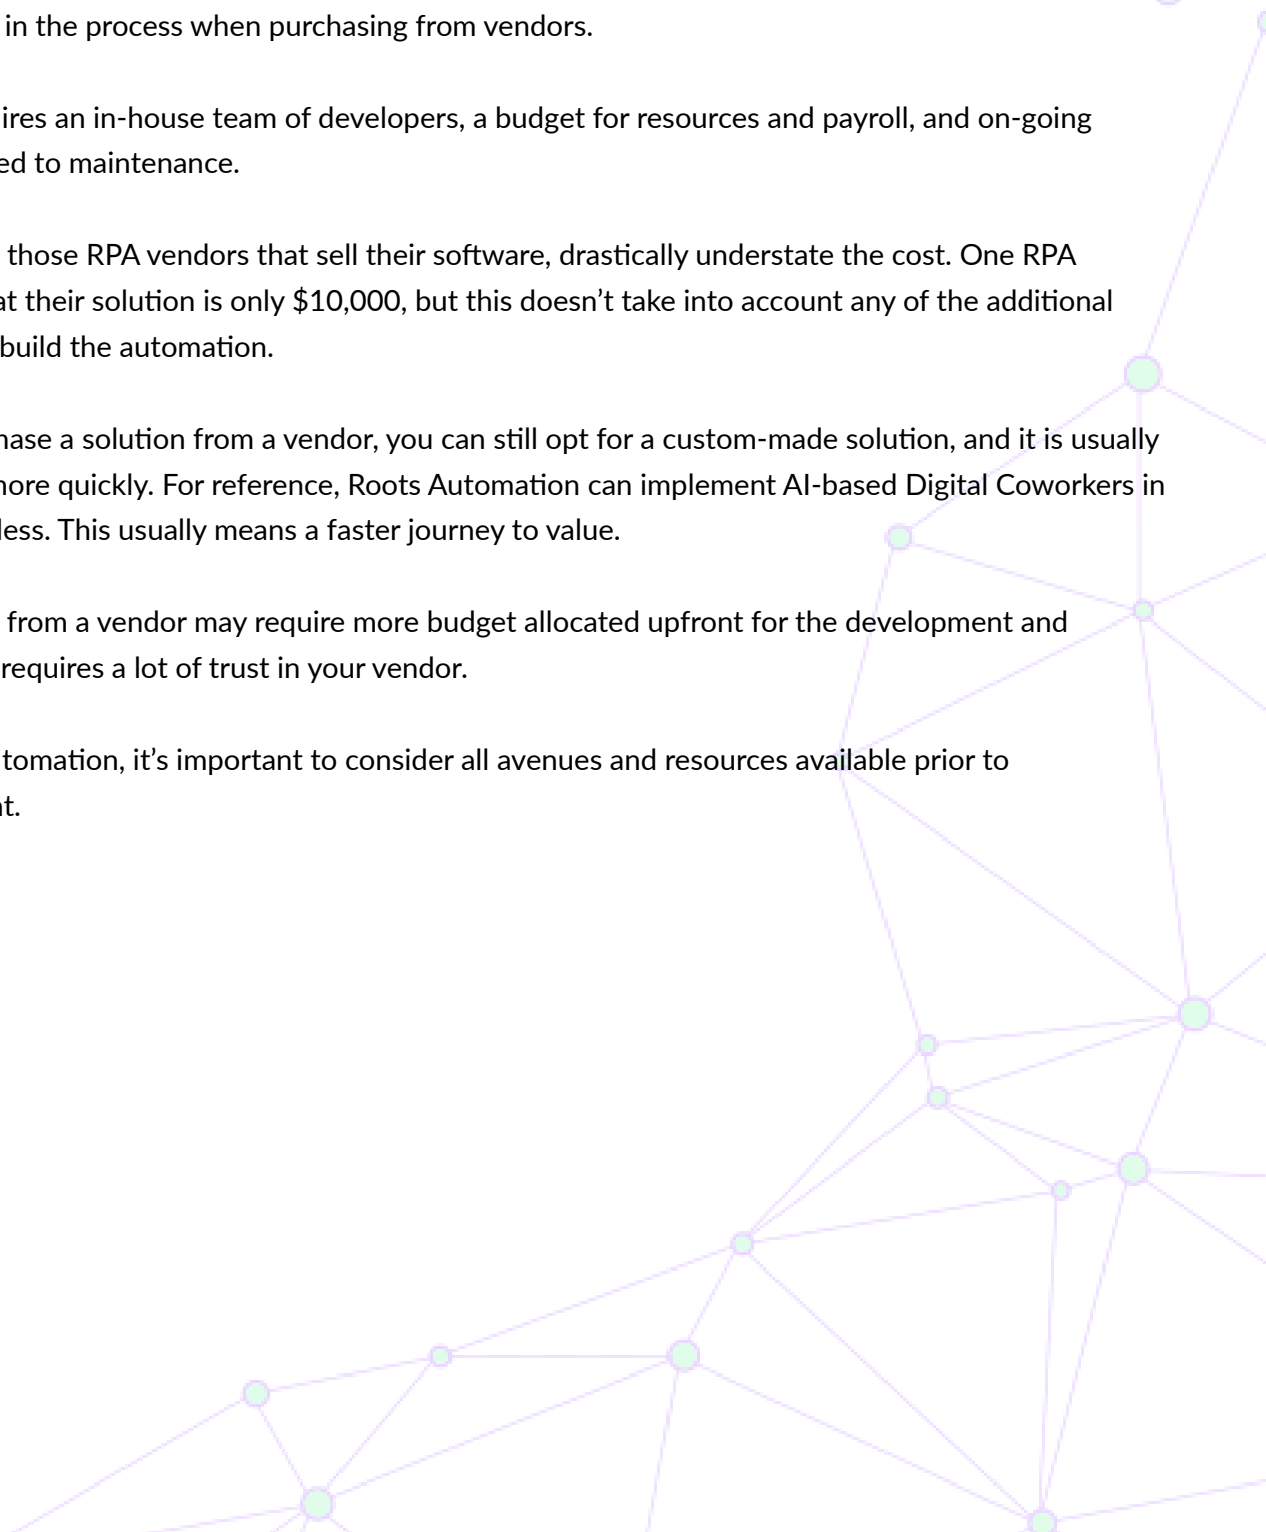 in the process when purchasing from vendors.
ires an in-house team of developers, a budget for resources and payroll, and on-going
ed to maintenance.
those RPA vendors that sell their software, drastically understate the cost. One RPA
at their solution is only $10,000, but this doesn’t take into account any of the additional
build the automation.
hase a solution from a vendor, you can still opt for a custom-made solution, and it is usually
more quickly. For reference, Roots Automation can implement AI-based Digital Coworkers in
less. This usually means a faster journey to value.
from a vendor may require more budget allocated upfront for the development and
requires a lot of trust in your vendor.
tomation, it’s important to consider all avenues and resources available prior to
nt.